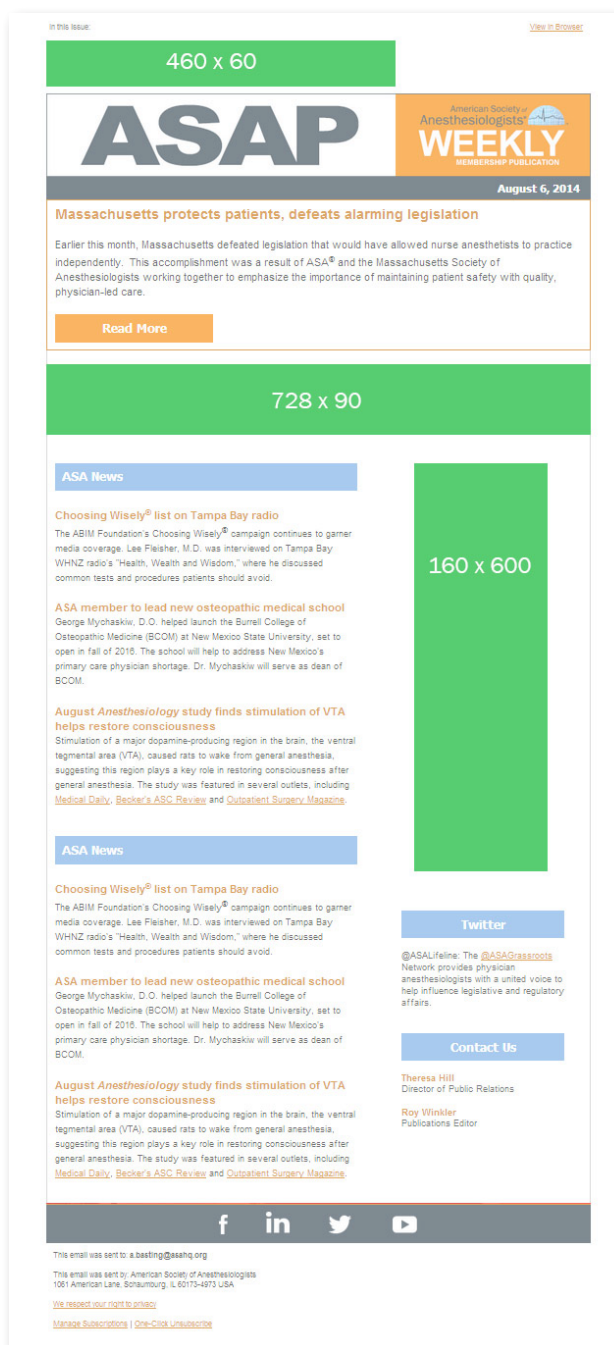 In this Issue:
View in Browser
460 x 60
ASAP
American Society of
Anesthesiologists®
WEEKLY
MEMBERSHIP PUBLICATION
August 6, 2014
Massachusetts protects patients, defeats alarming legislation
Earlier this month, Massachusetts defeated legislation that would have allowed nurse anesthetists to practice
independently. This accomplishment was a result of ASA® and the Massachusetts Society of
Anesthesiologists working together to emphasize the importance of maintaining patient safety with quality,
physician-led care.
Read More
728 x 90
ASA News
Choosing Wisely® list on Tampa Bay radio
The ABIM Foundation's Choosing Wisely® campaign continues to garner
media coverage. Lee Fleisher, M.D. was interviewed on Tampa Bay
WHNZ radio's "Health, Wealth and Wisdom," where he discussed
common tests and procedures patients should avoid.
ASA member to lead new osteopathic medical school
George Mychaskiw, D.O. helped launch the Burrell College of
Osteopathic Medicine (BCOM) at New Mexico State University, set to
open in fall of 2016. The school will help to address New Mexico's
primary care physician shortage. Dr. Mychaskiw will serve as dean of
BCOM.
August Anesthesiology study finds stimulation of VTA
helps restore consciousness
Stimulation of a major dopamine-producing region in the brain, the ventral
tegmental area (VTA), caused rats to wake from general anesthesia,
suggesting this region plays a key role in restoring consciousness after
general anesthesia. The study was featured in several outlets, including
Medical Daily, Becker's ASC Review and Outpatient Surgery Magazine.
160 x 600
ASA News
Choosing Wisely® list on Tampa Bay radio
The ABIM Foundation's Choosing Wisely® campaign continues to garner
media coverage. Lee Fleisher, M.D. was interviewed on Tampa Bay
WHNZ radio's "Health, Wealth and Wisdom," where he discussed
common tests and procedures patients should avoid.
ASA member to lead new osteopathic medical school
George Mychaskiw, D.O. helped launch the Burrell College of
Osteopathic Medicine (BCOM) at New Mexico State University, set to
open in fall of 2016. The school will help to address New Mexico's
primary care physician shortage. Dr. Mychaskiw will serve as dean of
BCOM.
August Anesthesiology study finds stimulation of VTA
helps restore consciousness
Stimulation of a major dopamine-producing region in the brain, the ventral
tegmental area (VTA), caused rats to wake from general anesthesia,
suggesting this region plays a key role in restoring consciousness after
general anesthesia. The study was featured in several outlets, including
Medical Daily, Becker's ASC Review and Outpatient Surgery Magazine.
Twitter
@ASALifeline: The @ASAGrassroots
Network provides physician
anesthesiologists with a united voice to
help influence legislative and regulatory
affairs.
Contact Us
Theresa Hill
Director of Public Relations
Roy Winkler
Publications Editor
This email was sent to: a.basting@asahq.org
This email was sent by: American Society of Anesthesiologists
1061 American Lane, Schaumburg, IL 60173-4973 USA
We respect your right to privacy
Manage Subscriptions | One-Click Unsubscribe